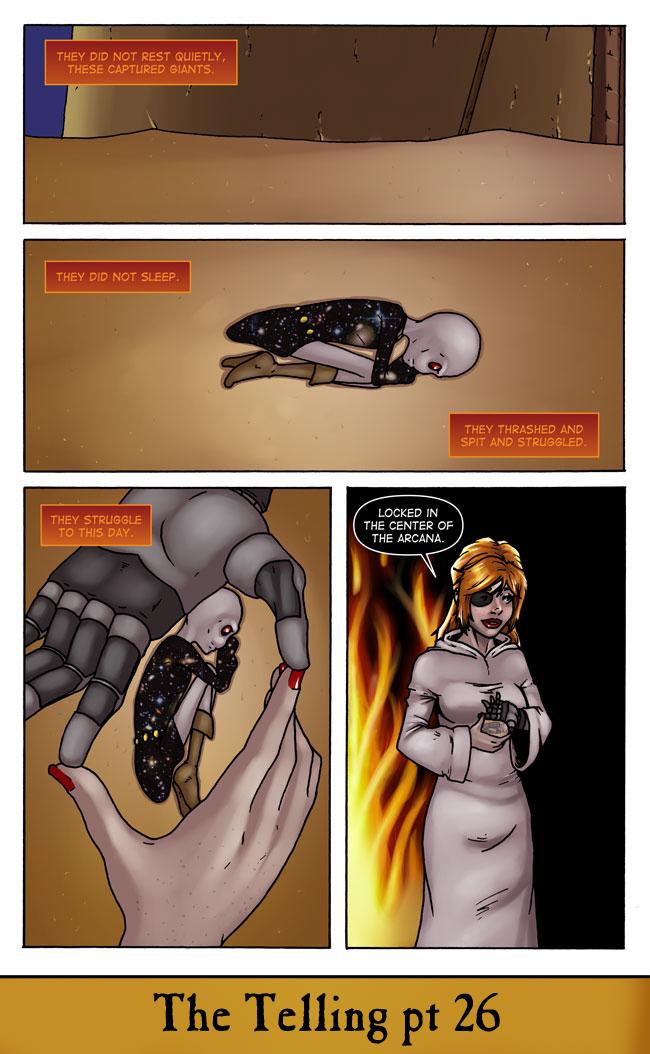 THEY DID NOT REST QUIETLY,
THESE CAPTURED GIANTS.
THEY DID NOT SLEEP.
THEY THRASHED AND
SPIT AND STRUGGLED.
THEY STRUGGLE
TO THIS DAY.
LOCKED IN
THE CENTER OF
THE ARCANA.
The Telling pt 26